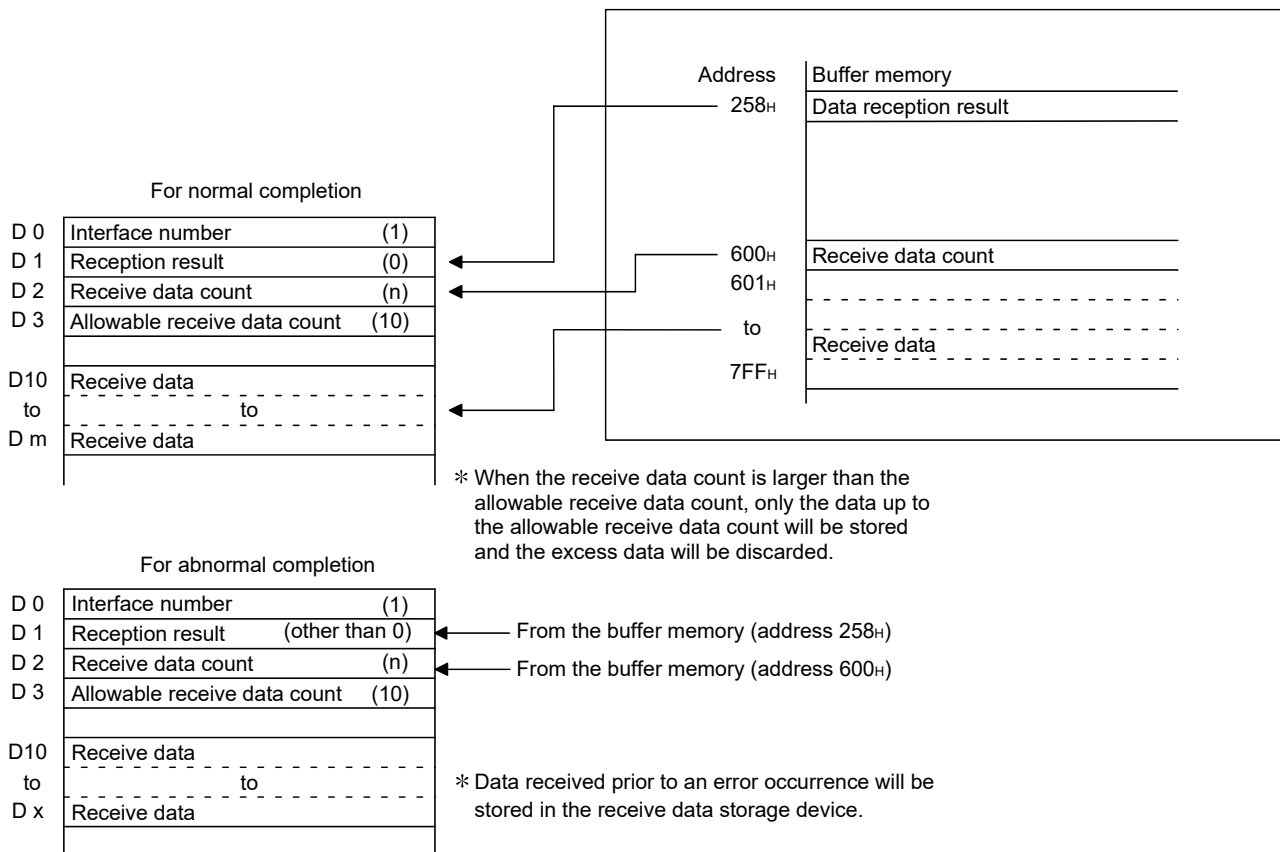 Address Buffer memory
258H Data reception result
600H Receive data count
601H
to
Receive data
7FFH
For normal completion
D 0 Interface number (1)
D 1 Reception result (0)
D 2 Receive data count (n)
D 3 Allowable receive data count (10)
D10 Receive data
to to
D m Receive data
* When the receive data count is larger than the
allowable receive data count, only the data up to
the allowable receive data count will be stored
and the excess data will be discarded.
For abnormal completion
D 0 Interface number (1)
D 1 Reception result (other than 0) From the buffer memory (address 258H)
D 2 Receive data count (n) From the buffer memory (address 600H)
D 3 Allowable receive data count (10)
D10 Receive data
to to
D x Receive data
* Data received prior to an error occurrence will be
stored in the receive data storage device.